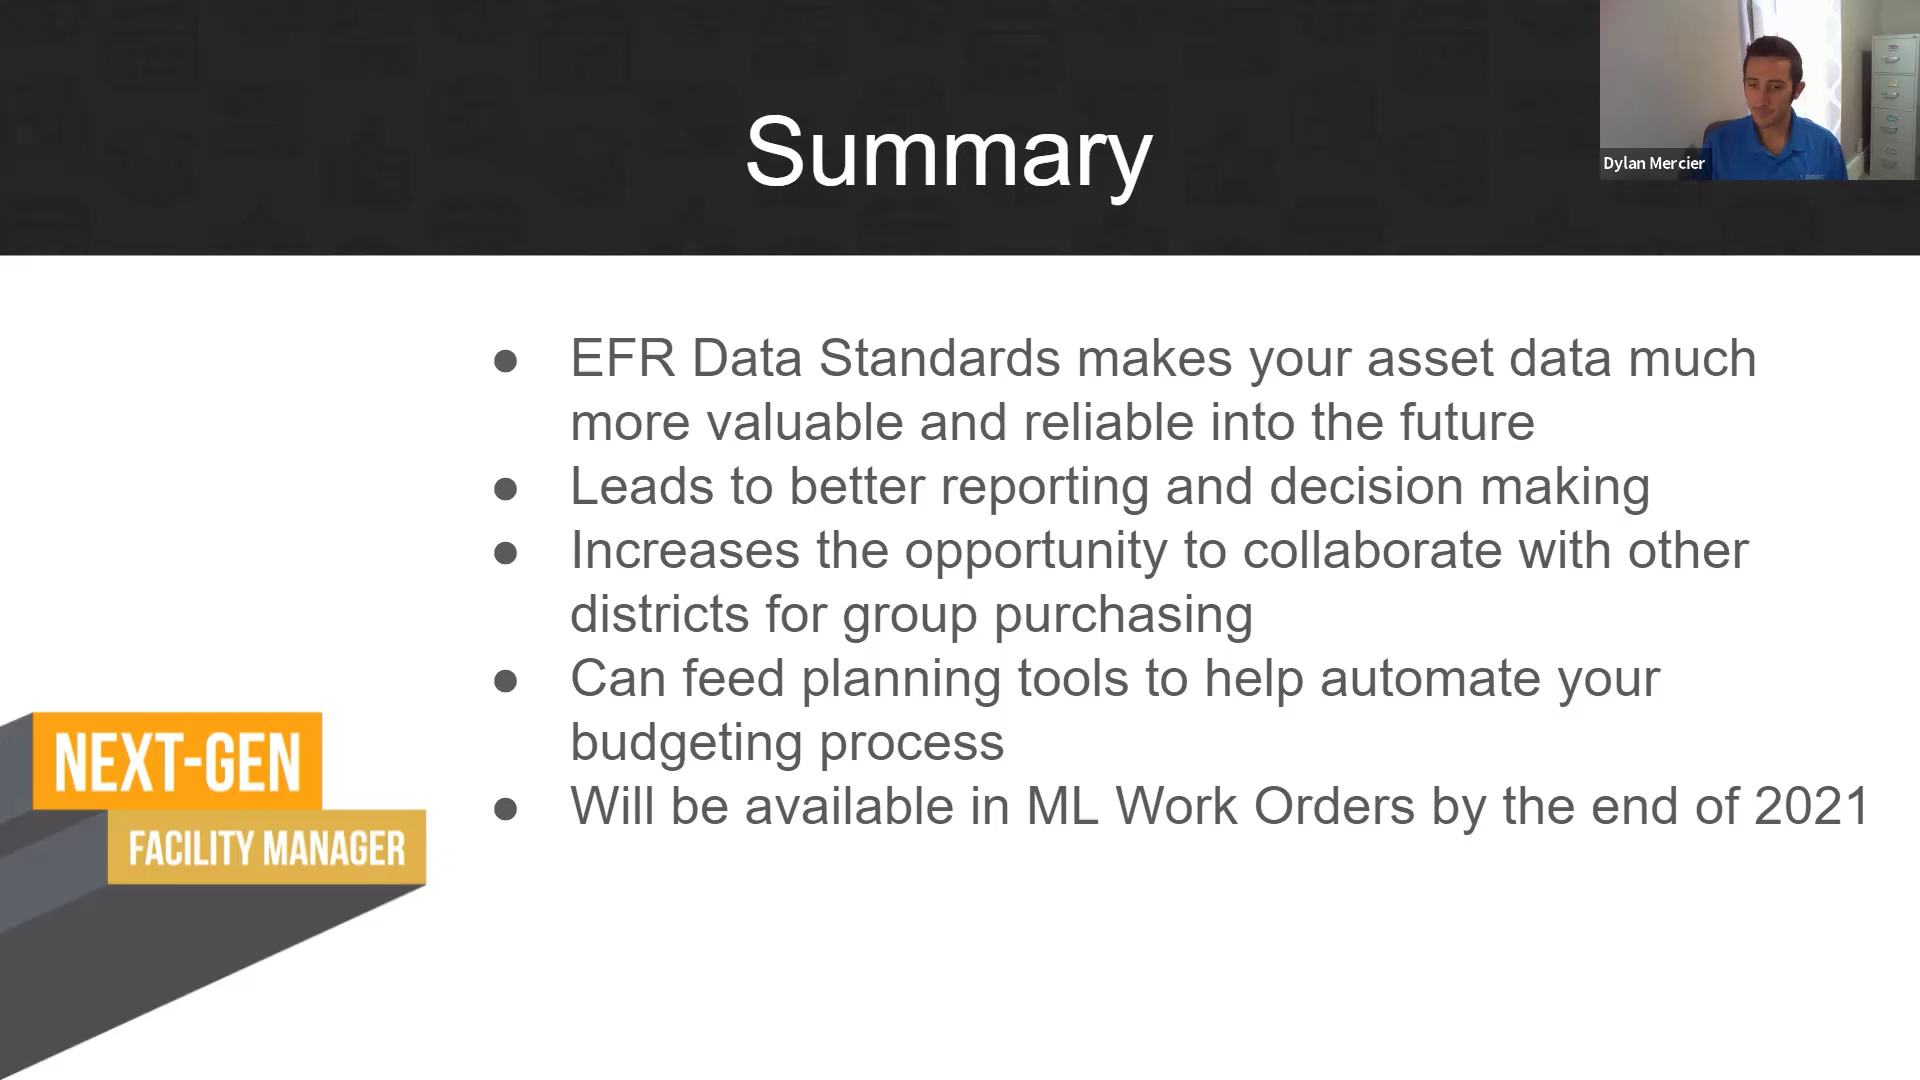 Summary
Dylan Mercier
● EFR Data Standards makes your asset data much
more valuable and reliable into the future
● Leads to better reporting and decision making
● Increases the opportunity to collaborate with other
districts for group purchasing
● Can feed planning tools to help automate your
budgeting process
● Will be available in ML Work Orders by the end of 2021
NEXT-GEN
FACILITY MANAGER